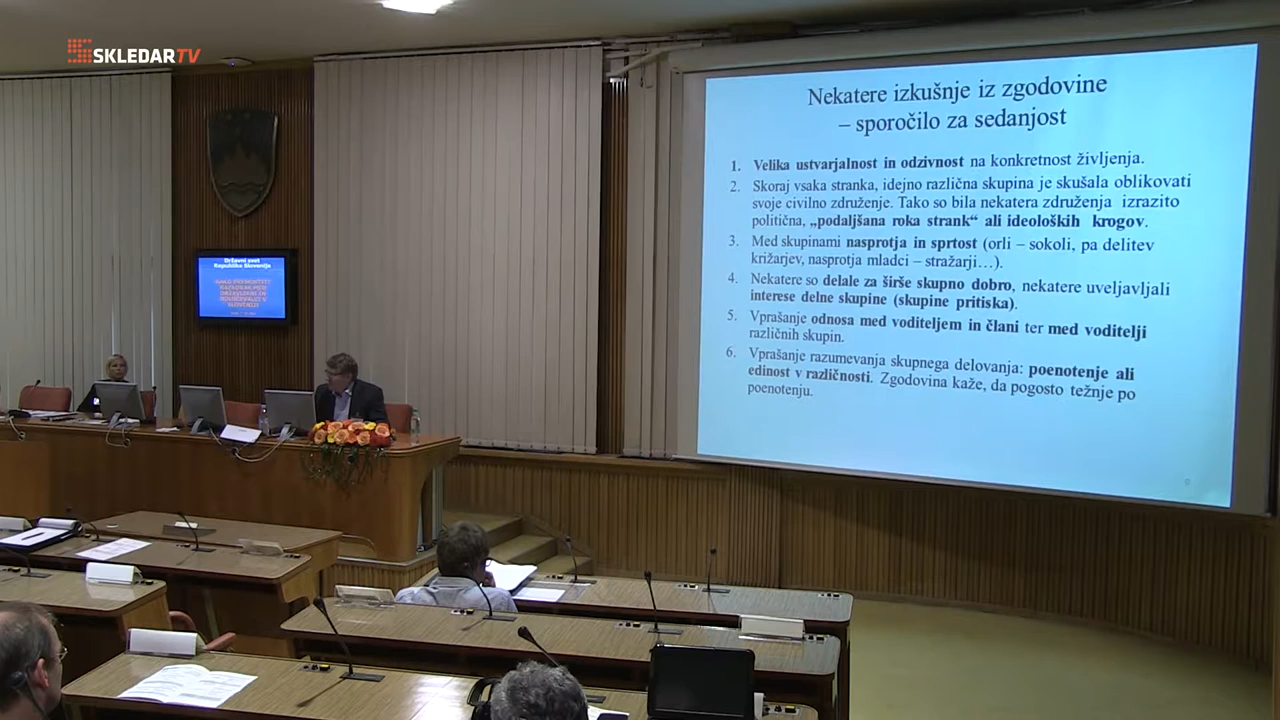 SKLEDARTV
Nekatere izkušnje iz zgodovine
– sporočilo za sedanjost
1. Velika ustvarjalnost in odzivnost na konkretnost življenja.
2. Skoraj vsaka stranka, idejno različna skupina je skušala oblikovati
svoje civilno združenje. Tako so bila nekatera združenja izrazito
politična, „podaljšana roka strank“ ali ideoloških krogov.
3. Med skupinami nasprotja in sprtost (orli – sokoli, pa delitev
križarjev, nasprotja mladci – stražarji…).
4. Nekatere so delale za širše skupno dobro, nekatere uveljavljali
interese delne skupine (skupine pritiska).
5. Vprašanje odnosa med voditeljem in člani ter med voditelji
različnih skupin.
6. Vprašanje razumevanja skupnega delovanja: poenotenje ali
edinost v različnosti. Zgodovina kaže, da pogosto težnje po
poenotenju.
Državni svet
Republike Slovenije